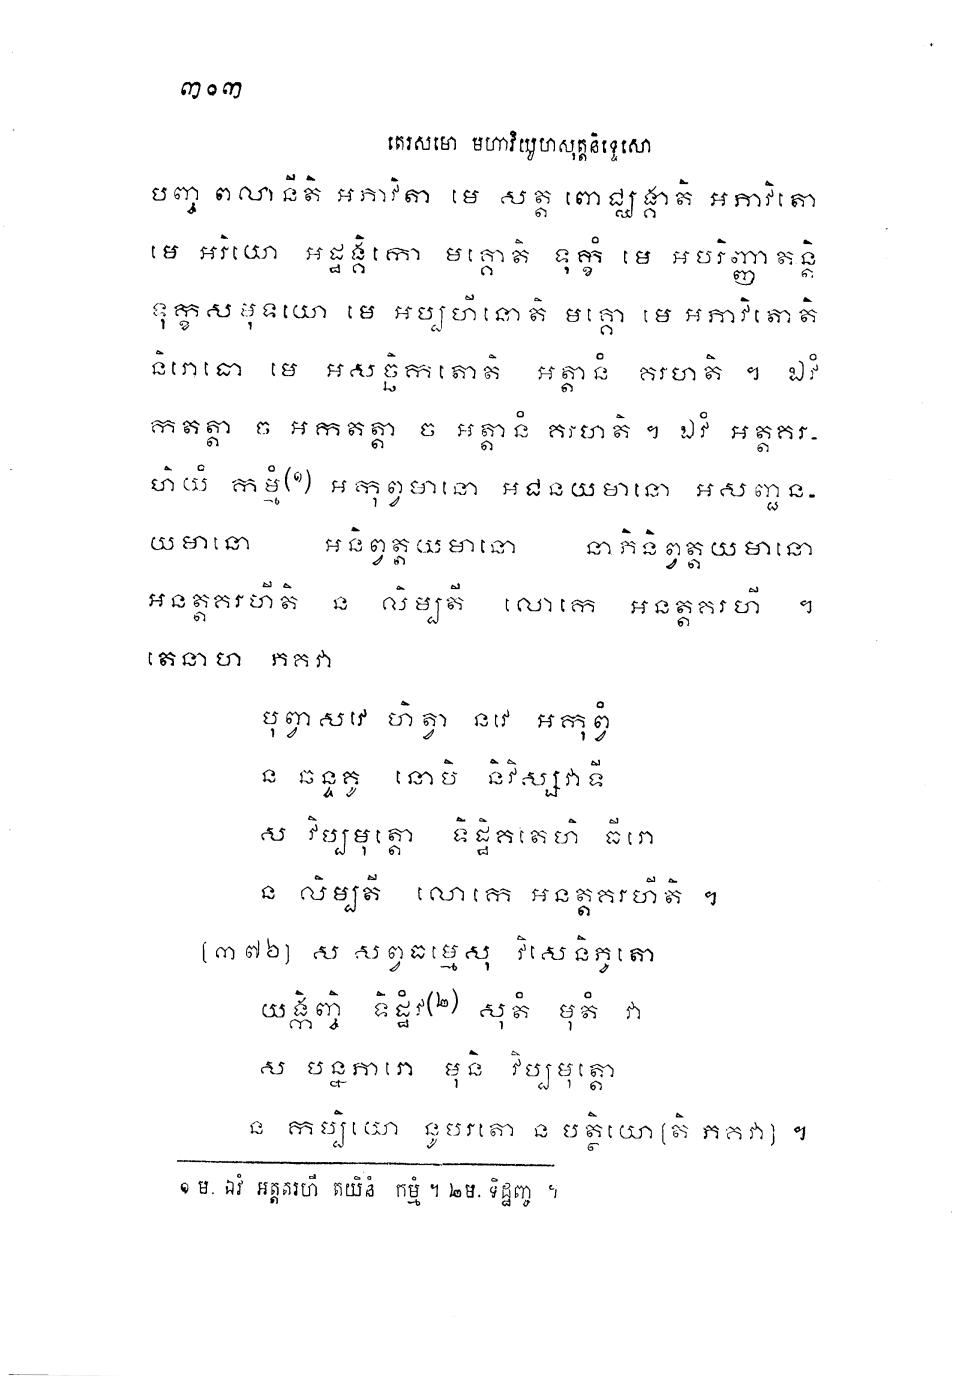 ៣០៣
តេរសមោ មហាវិយូហសុត្តនិទ្ទេសោ
បញ្ច ពលានីតិ អភាវិតា មេ សត្ត ពោជ្ឈង្គាតិ អភាវិតោ
មេ អរិយោ អដ្ឋង្គិកោ មគ្គោតិ ទុក្ខំ មេ អបរិញ្ញាតន្តិ
ទុក្ខសមុទយោ មេ អប្បហីនោតិ មគ្គោ មេ អភាវិតោតិ
និរោធោ មេ អសច្ឆិកតោតិ អត្តានំ គរហតិ ។ ឯវំ
កតត្តា ច អកតត្តា ច អត្តានំ គរហតិ ។ ឯវំ អត្តគរ-
ហិយំ កម្មំ(១) អកុព្វមានោ អជនយមានោ អសញ្ជន-
យមានោ អនិព្វត្តយមានោ នាភិនិព្វត្តយមានោ
អនត្តគរហីតិ ន លិម្បតី លោកេ អនត្តគរហី ។
តេនាហ ភគវា
បុព្វាសវេ ហិត្វា នវេ អកុព្វំ
ន ឆន្ទគូ នោបិ និវិស្សវាទី
ស វិប្បមុត្តោ ទិដ្ឋិគតេហិ ធីរោ
ន លិម្បតី លោកេ អនត្តគរហីតិ ។
[៣៧៦] ស សព្វធម្មេសុ វិសេនិភូតោ
យង្កិញ្ចិ ទិដ្ឋំវ(២) សុតំ មុតំ វា
ស បន្នភារោ មុនិ វិប្បមុត្តោ
ន កប្បិយោ នូបរតោ ន បត្ថិយោ[តិ ភគវា] ។
១ ម. ឯវំ អត្តគរហី តយិទំ កម្មំ ។ ២ម. ទិដ្ឋញ្ច ។